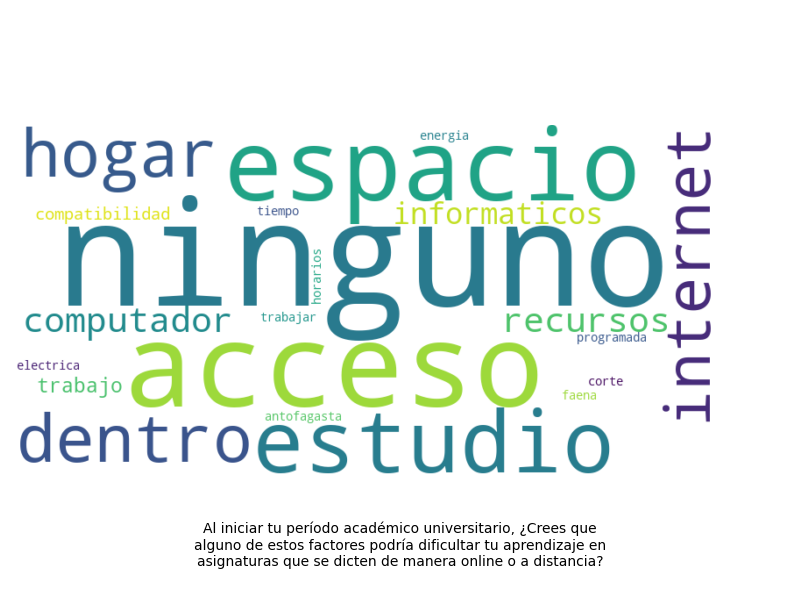 energia
hogar
espacio
internet
compatibilidad
tiempo
informaticos
ninguno
horarios
computador
trabajar
recursos
programada
acceso
electrica
trabajo
corte
faena
antofagasta
dentro
estudio
Al iniciar tu período académico universitario, ¿Crees que
alguno de estos factores podría dificultar tu aprendizaje en
asignaturas que se dicten de manera online o a distancia?